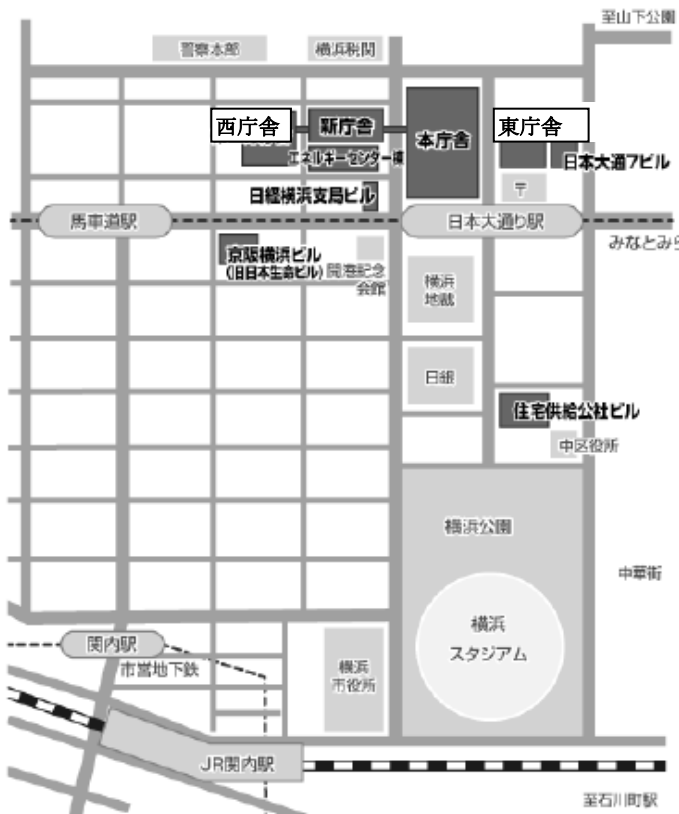 至山下公園
警察本部
横浜税関
西庁舎
新庁舎
本庁舎
東庁舎
エネルギーセンター棟
日本大通7ビル
〒
日経横浜支局ビル
馬車道駅
日本大通り駅
みなとみら
京阪横浜ビル
(旧日本生命ビル)
開港記念
会館
横浜
地裁
日銀
住宅供給公社ビル
中区役所
横浜公園
中華街
横浜
スタジアム
関内駅
市営地下鉄
横浜
市役所
JR関内駅
至石川町駅